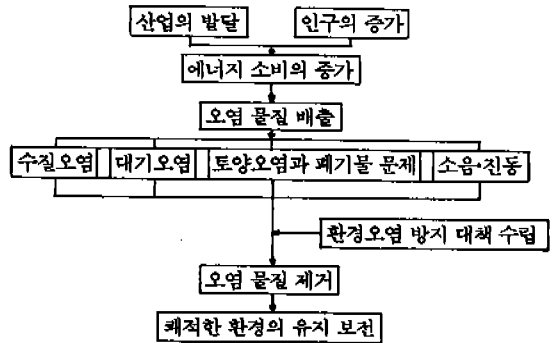 산업의 발달 인구의 증가
에너지 소비의 증가
오염 물질 배출
수질오염 대기오염 토양오염과 폐기물 문제 소음·진동
환경오염 방지 대책 수립
오염 물질 제거
쾌적한 환경의 유지 보전